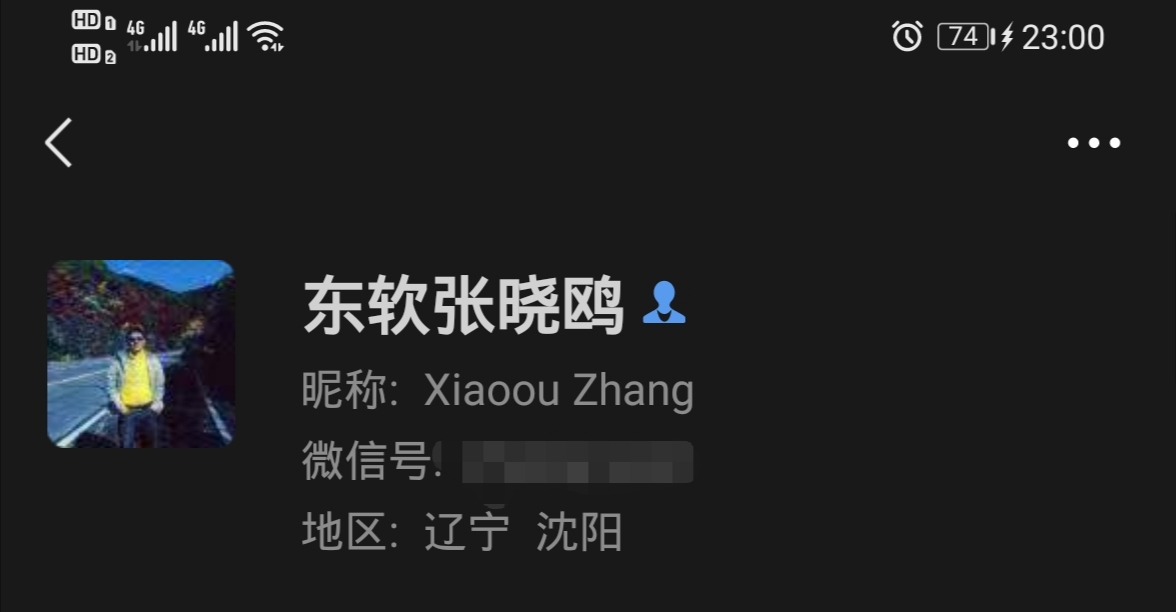 HD 1 4G 4G 74 23:00
HD 2
东软张晓鸥
昵称: Xiaoou Zhang
微信号:
地区: 辽宁 沈阳